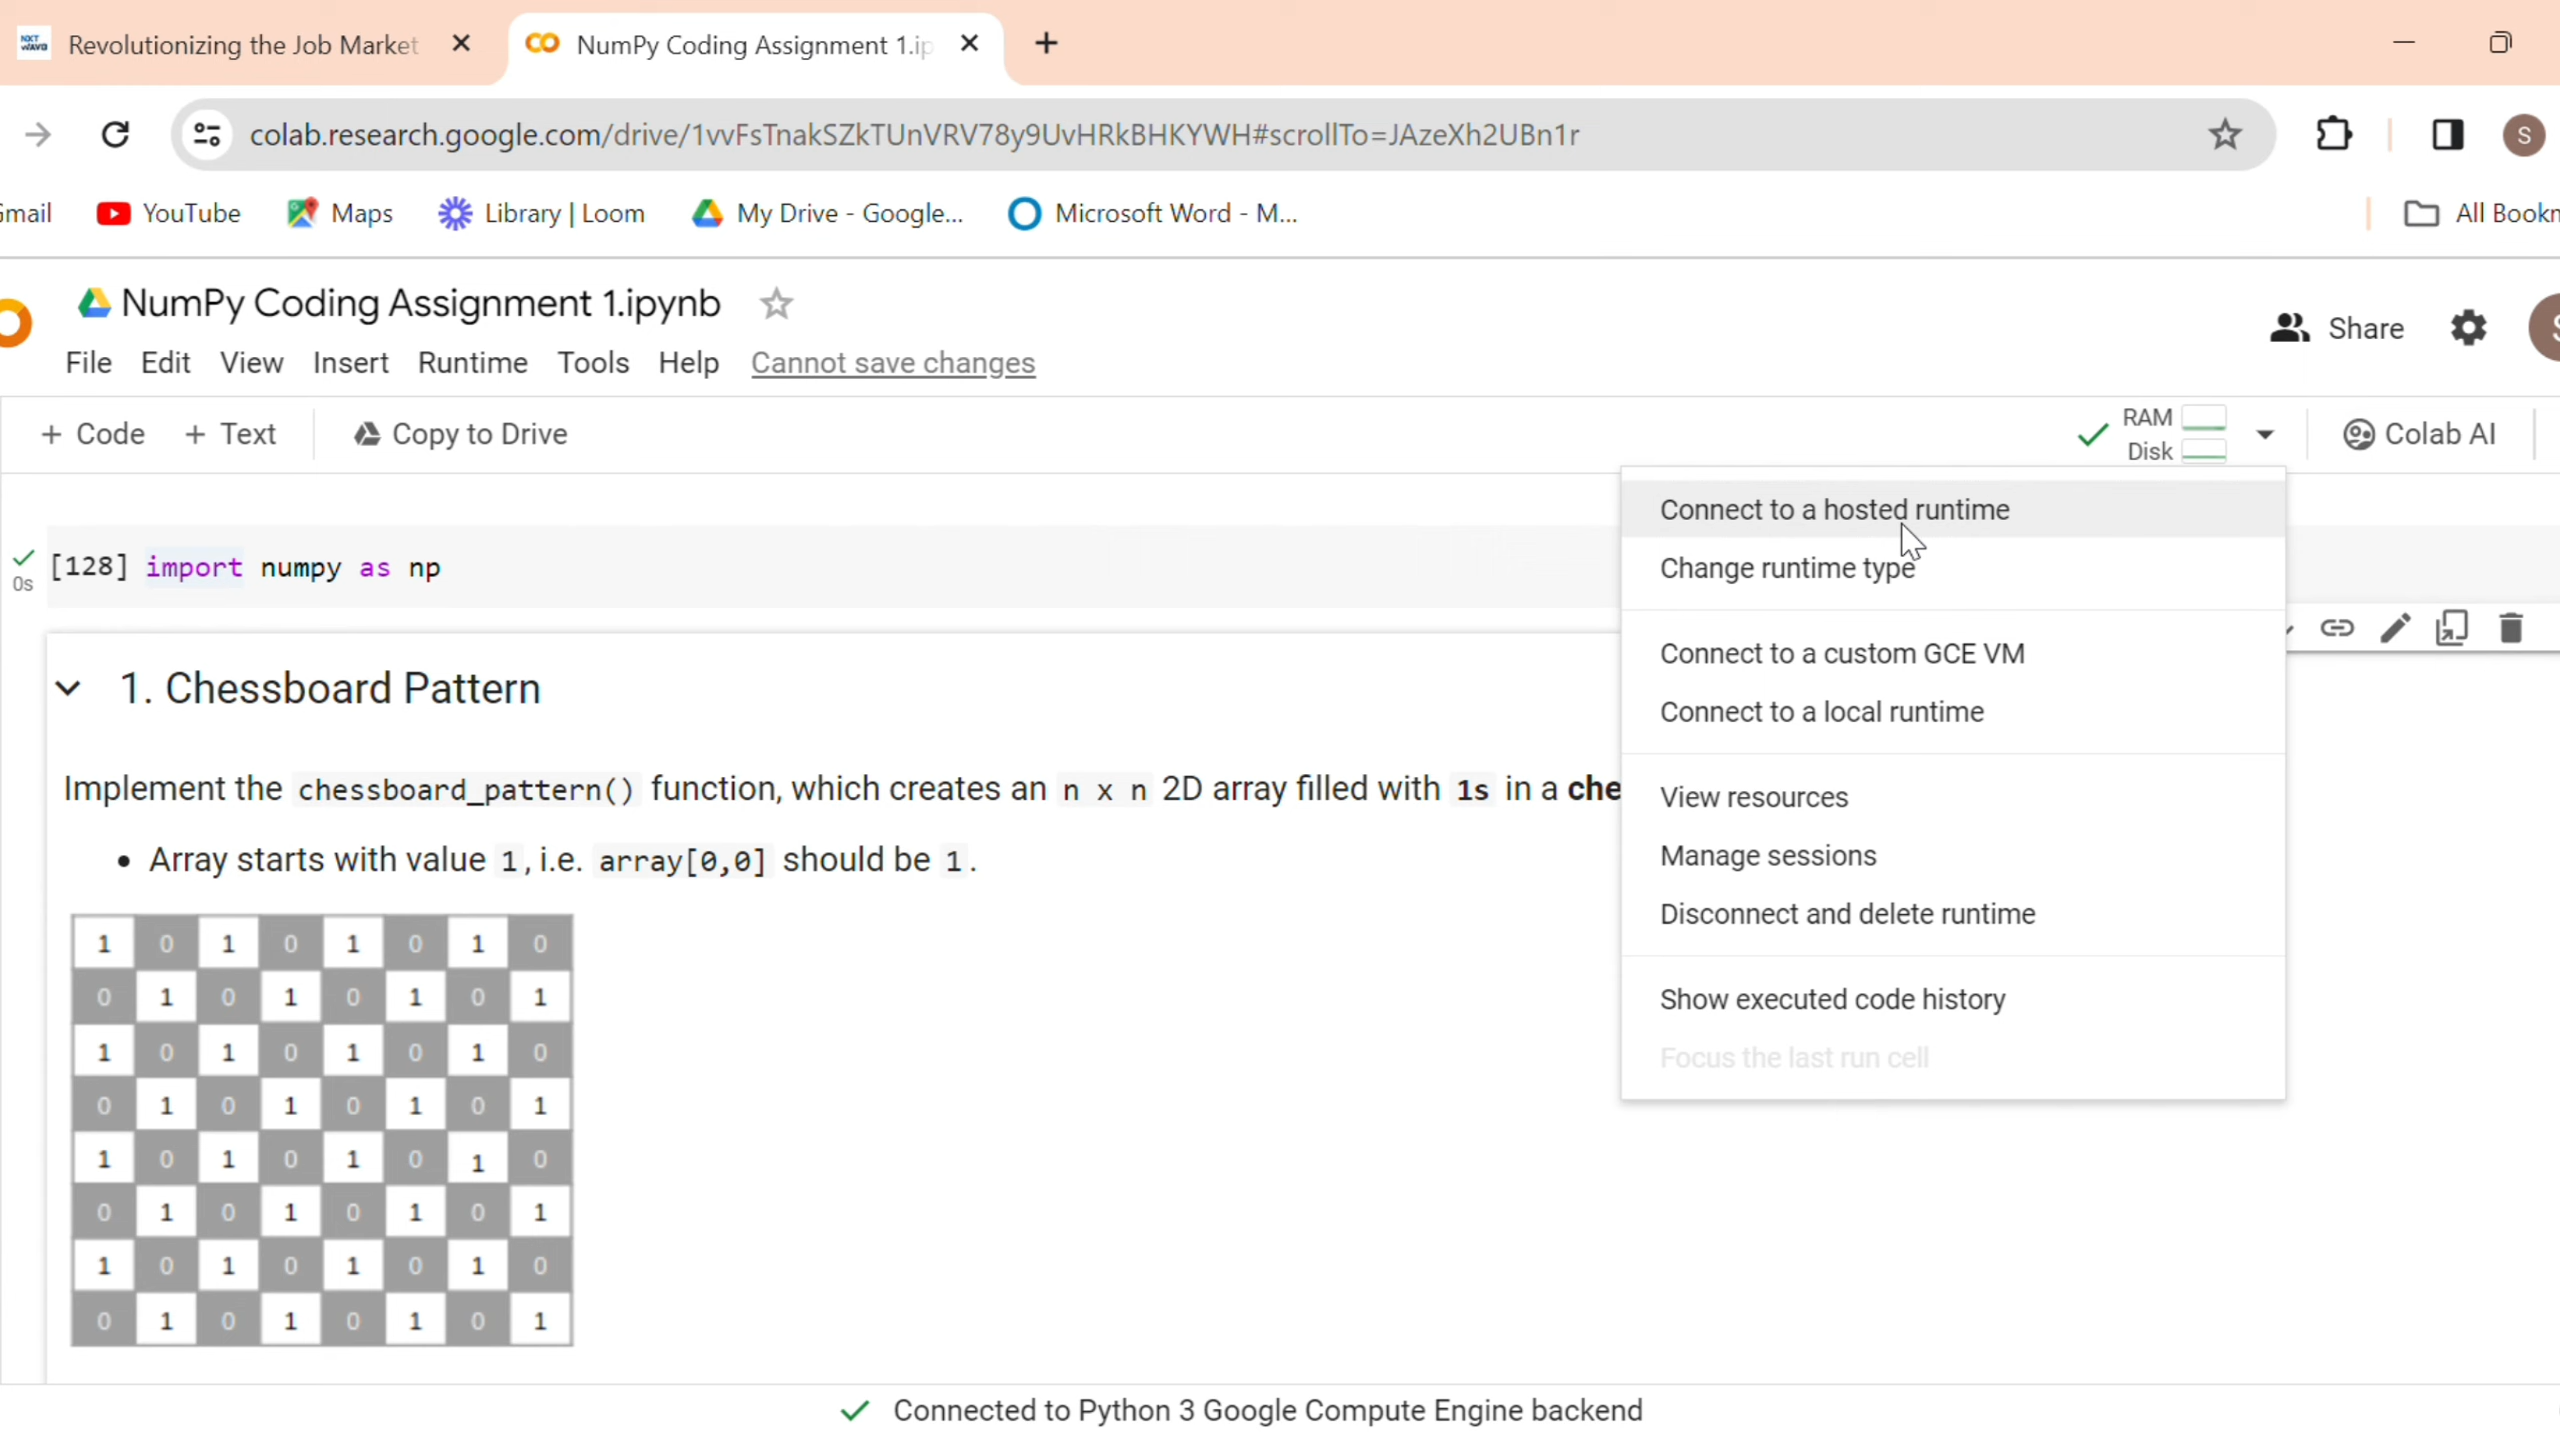 NXT WAVE Revolutionizing the Job Market NumPy Coding Assignment 1.ip
colab.research.google.com/drive/1vvFsTnakSZkTUnVRV78y9UvHRkBHKYWH#scrollTo=JAzeXh2UBn1r S
Gmail YouTube Maps Library | Loom My Drive - Google... Microsoft Word - M... All Bookm
NumPy Coding Assignment 1.ipynb
Share S
File Edit View Insert Runtime Tools Help Cannot save changes
+ Code + Text Copy to Drive RAM Disk Colab AI
Connect to a hosted runtime
Change runtime type
Connect to a custom GCE VM
Connect to a local runtime
View resources
Manage sessions
Disconnect and delete runtime
Show executed code history
Focus the last run cell
[128] import numpy as np
0s
1. Chessboard Pattern
Implement the chessboard_pattern() function, which creates an n x n 2D array filled with 1s in a che
• Array starts with value 1, i.e. array[0,0] should be 1.
1 0 1 0 1 0 1 0
0 1 0 1 0 1 0 1
1 0 1 0 1 0 1 0
0 1 0 1 0 1 0 1
1 0 1 0 1 0 1 0
0 1 0 1 0 1 0 1
1 0 1 0 1 0 1 0
0 1 0 1 0 1 0 1
Connected to Python 3 Google Compute Engine backend